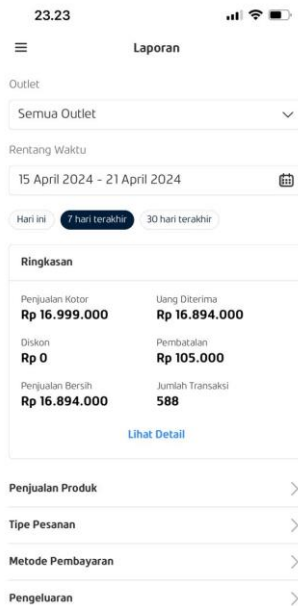 23.23
Laporan
Outlet
Semua Outlet
Rentang Waktu
15 April 2024 - 21 April 2024
Hari ini 7 hari terakhir 30 hari terakhir
Ringkasan
Penjualan Kotor Uang Diterima
Rp 16.999.000 Rp 16.894.000
Diskon Pembatalan
Rp 0 Rp 105.000
Penjualan Bersih Jumlah Transaksi
Rp 16.894.000 588
Lihat Detail
Penjualan Produk
Tipe Pesanan
Metode Pembayaran
Pengeluaran